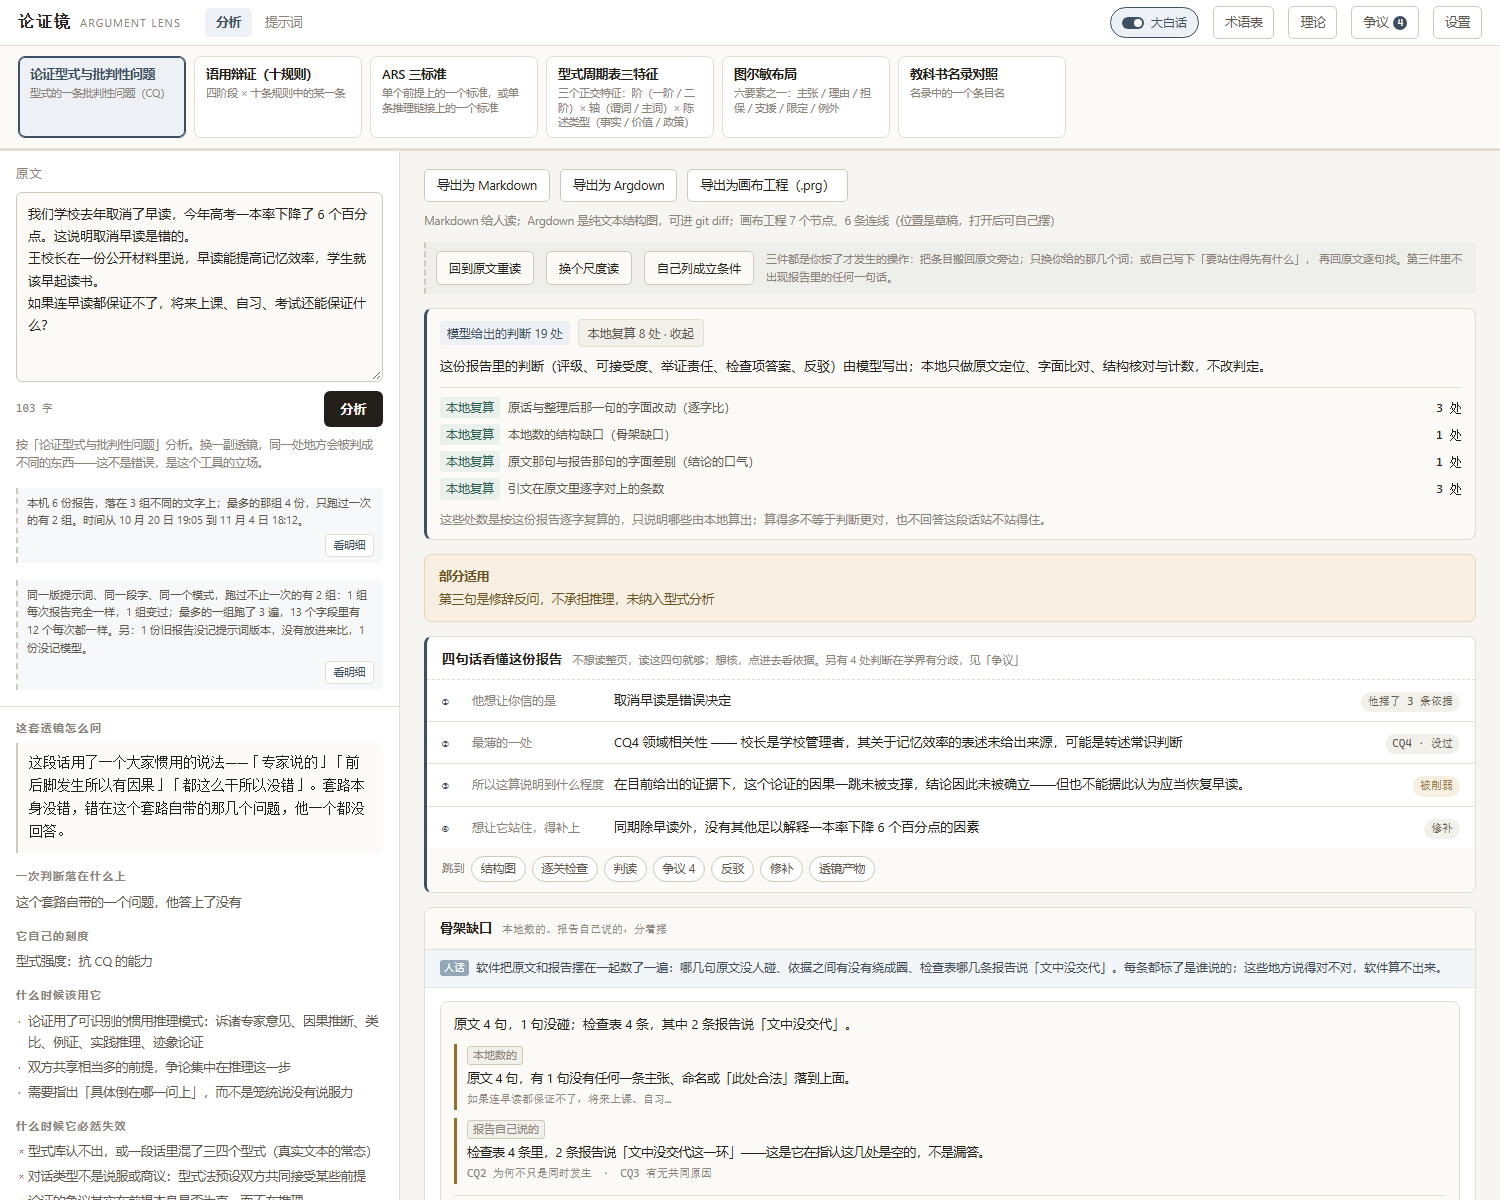 论证镜 ARGUMENT LENS 分析 提示词 大白话 术语表 理论 争议 4 设置
论证型式与批判性问题
型式的一条批判性问题（CQ）
语用辩证（十规则）
四阶段 × 十条规则中的某一条
ARS 三标准
单个前提上的一个标准，或单
条推理链接上的一个标准
型式周期表三特征
三个正交特征：阶（一阶 / 二
阶）× 轴（谓词 / 主词）× 陈
述类型（事实 / 价值 / 政策）
图尔敏布局
六要素之一：主张 / 理由 / 担
保 / 支援 / 限定 / 例外
教科书名录对照
名录中的一个条目名
原文
我们学校去年取消了早读，今年高考一本率下降了 6 个百分
点。这说明取消早读是错的。
王校长在一份公开材料里说，早读能提高记忆效率，学生就
该早起读书。
如果连早读都保证不了，将来上课、自习、考试还能保证什
么？
103 字
分析
按「论证型式与批判性问题」分析。换一副透镜，同一处地方会被判成
不同的东西——这不是错误，是这个工具的立场。
本机 6 份报告，落在 3 组不同的文字上；最多的那组 4 份，只跑过一次
的有 2 组。时间从 10 月 20 日 19:05 到 11 月 4 日 18:12。
看明细
同一版提示词、同一段字、同一个模式，跑过不止一次的有 2 组：1 组
每次报告完全一样，1 组变过；最多的一组跑了 3 遍，13 个字段里有
12 个每次都一样。另：1 份旧报告没记提示词版本，没有放进来比，1
份没记模型。
看明细
这套透镜怎么问
这段话用了一个大家惯用的说法——「专家说的」「前
后脚发生所以有因果」「都这么干所以没错」。套路本
身没错，错在这个套路自带的那几个问题，他一个都没
回答。
一次判断落在什么上
这个套路自带的一个问题，他答上了没有
它自己的刻度
型式强度：抗 CQ 的能力
什么时候该用它
· 论证用了可识别的惯用推理模式：诉诸专家意见、因果推断、类
比、例证、实践推理、迹象论证
· 双方共享相当多的前提，争论集中在推理这一步
· 需要指出「具体倒在哪一问上」，而不是笼统说没有说服力
什么时候它必然失效
× 型式库认不出，或一段话里混了三四个型式（真实文本的常态）
× 对话类型不是说服或商议：型式法预设双方共同接受某些前提
导出为 Markdown 导出为 Argdown 导出为画布工程（.prg）
Markdown 给人读；Argdown 是纯文本结构图，可进 git diff；画布工程 7 个节点、6 条连线（位置是草稿，打开后可自己摆）
回到原文重读 换个尺度读 自己列成立条件
三件都是你按了才发生的操作：把条目搬回原文旁边；只换你给的那几个词；或自己写下「要站住得先有什么」，再回原文逐句找。第三件里不
出现报告里的任何一句话。
模型给出的判断 19 处 本地复算 8 处 · 收起
这份报告里的判断（评级、可接受度、举证责任、检查项答案、反驳）由模型写出；本地只做原文定位、字面比对、结构核对与计数，不改判定。
本地复算 原话与整理后那一句的字面改动（逐字比） 3 处
本地复算 本地数的结构缺口（骨架缺口） 1 处
本地复算 原文那句与报告那句的字面差别（结论的口气） 1 处
本地复算 引文在原文里逐字对上的条数 3 处
这些处数是按这份报告逐字复算的，只说明哪些由本地算出；算得多不等于判断更对，也不回答这段话站不站得住。
部分适用
第三句是修辞反问，不承担推理，未纳入型式分析
四句话看懂这份报告 不想读整页，读这四句就够；想核，点进去看依据。另有 4 处判断在学界有分歧，见「争议」
① 他想让你信的是 取消早读是错误决定 他摆了 3 条依据
② 最薄的一处 CQ4 领域相关性 —— 校长是学校管理者，其关于记忆效率的表述未给出来源，可能是转述常识判断 CQ4 · 没过
③ 所以这算说明到什么程度 在目前给出的证据下，这个论证的因果一跳未被支撑，结论因此未被确立——但也不能据此认为应当恢复早读。 被削弱
④ 想让它站住，得补上 同期除早读外，没有其他足以解释一本率下降 6 个百分点的因素 修补
跳到 结构图 逐关检查 判读 争议 4 反驳 修补 透镜产物
骨架缺口 本地数的、报告自己说的，分着摆
人话 软件把原文和报告摆在一起数了一遍：哪几句原文没人碰、依据之间有没有绕成圈、检查表哪几条报告说「文中没交代」。每条都标了是谁说的；这些地方说得对不对，软件算不出来。
原文 4 句，1 句没碰；检查表 4 条，其中 2 条报告说「文中没交代」。
本地数的
原文 4 句，有 1 句没有任何一条主张、命名或「此处合法」落到上面。
如果连早读都保证不了，将来上课、自习…
报告自己说的
检查表 4 条里，2 条报告说「文中没交代这一环」——这是它在指认这几处是空的，不是漏答。
CQ2 为何不只是同时发生 · CQ3 有无共同原因